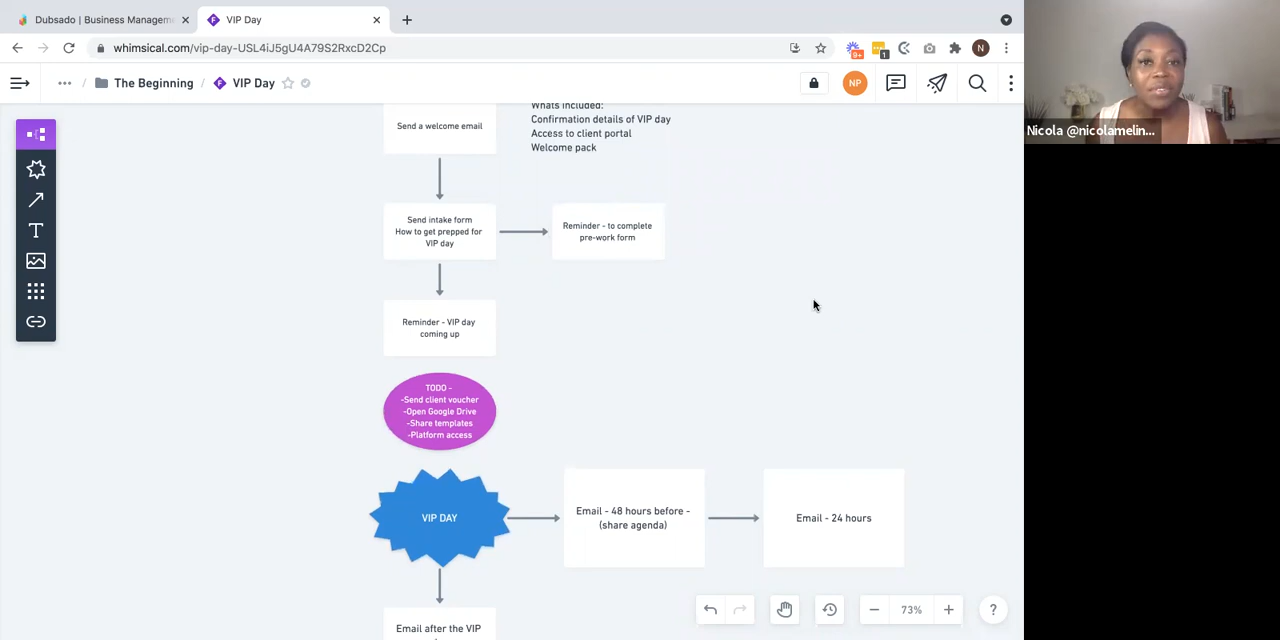 Dubsado | Business Managem
VIP Day
whimsical.com/vip-day-USL4iJ5gU4A79S2RxcD2Cp
9+
1
N
... / The Beginning / VIP Day
NP
Nicola @nicolamelin...
Send a welcome email
Whats included:
Confirmation details of VIP day
Access to client portal
Welcome pack
Send intake form
How to get prepped for
VIP day
Reminder - to complete
pre-work form
Reminder - VIP day
coming up
TODO -
-Send client voucher
-Open Google Drive
-Share templates
-Platform access
VIP DAY
Email - 48 hours before -
(share agenda)
Email - 24 hours
Email after the VIP
73%
?